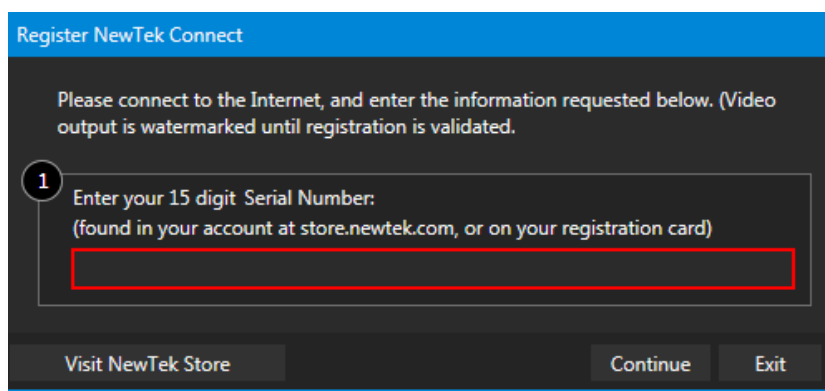 Register NewTek Connect
Please connect to the Internet, and enter the information requested below. (Video
output is watermarked until registration is validated.
1
Enter your 15 digit Serial Number:
(found in your account at store.newtek.com, or on your registration card)
Visit NewTek Store
Continue
Exit